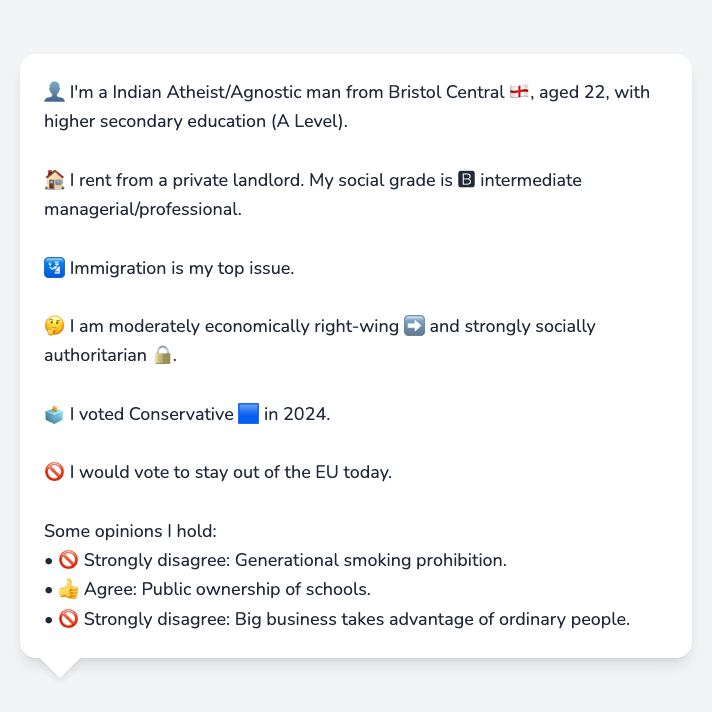 👤 I'm a Indian Atheist/Agnostic man from Bristol Central 🏴󠁧󠁢󠁥󠁮󠁧󠁿, aged 22, with
higher secondary education (A Level).
🏠 I rent from a private landlord. My social grade is 🅱 intermediate
managerial/professional.
🛂 Immigration is my top issue.
🤔 I am moderately economically right-wing ➡️ and strongly socially
authoritarian 🔒.
🗳️ I voted Conservative 🟦 in 2024.
🚫 I would vote to stay out of the EU today.
Some opinions I hold:
• 🚫 Strongly disagree: Generational smoking prohibition.
• 👍 Agree: Public ownership of schools.
• 🚫 Strongly disagree: Big business takes advantage of ordinary people.